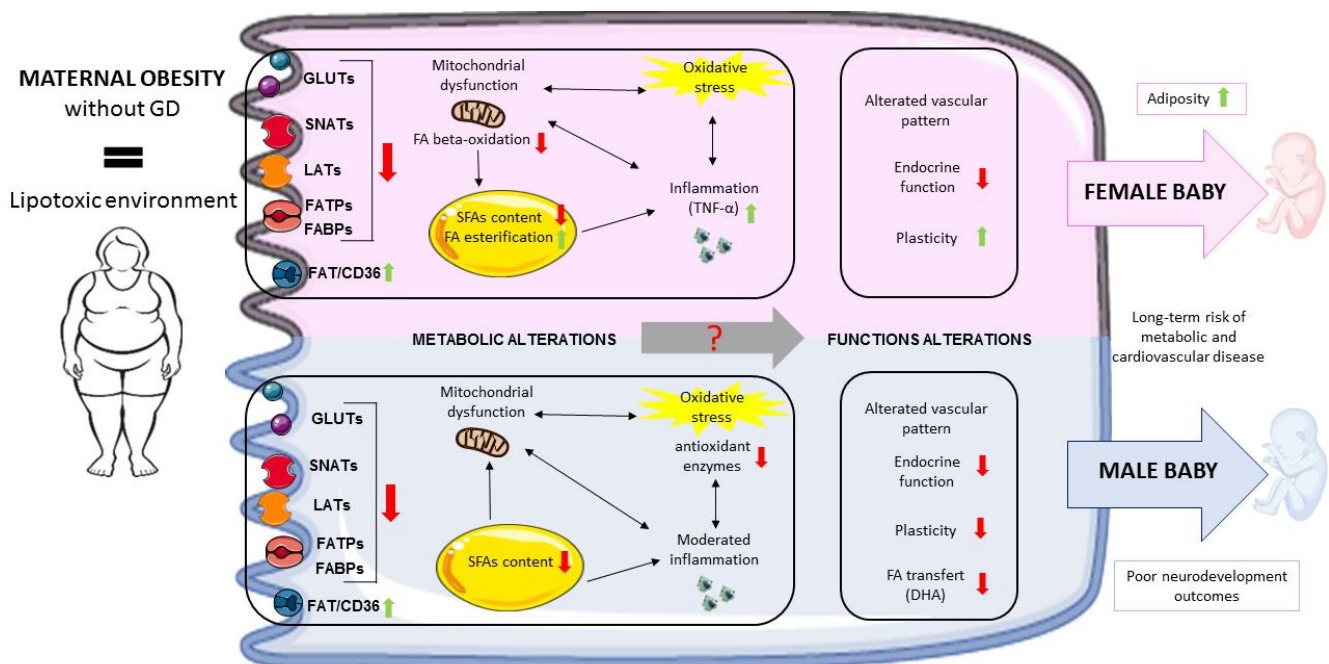 MATERNAL OBESITY
without GD
=
Lipotoxic environment
GLUTs
SNATs
LATs
FATPs
FABPs
FAT/CD36
Mitochondrial
dysfunction
FA beta-oxidation
SFAs content
FA esterification
Oxidative
stress
Inflammation
(TNF-α)
Alterated vascular
pattern
Endocrine
function
Plasticity
Adiposity
FEMALE BABY
METABOLIC ALTERATIONS
?
FUNCTIONS ALTERATIONS
Long-term risk of
metabolic and
cardiovascular disease
GLUTs
SNATs
LATs
FATPs
FABPs
FAT/CD36
Mitochondrial
dysfunction
SFAs content
Oxidative
stress
antioxidant
enzymes
Moderated
inflammation
Alterated vascular
pattern
Endocrine
function
Plasticity
FA transfert
(DHA)
MALE BABY
Poor neurodevelopment
outcomes